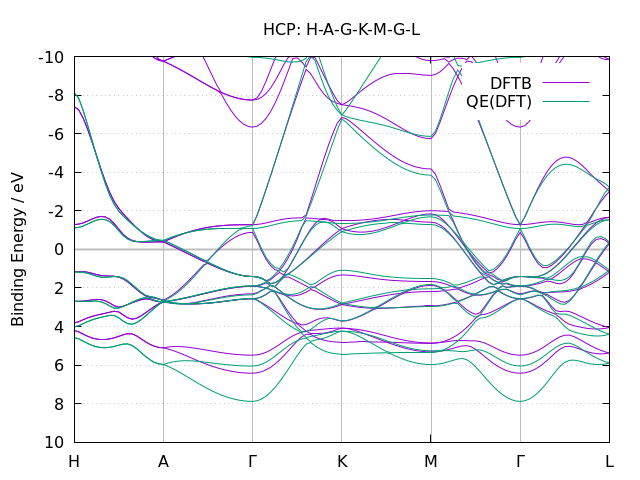 HCP: H-A-G-K-M-G-L
Binding Energy / eV
-10
-8
-6
-4
-2
0
2
4
6
8
10
DFTB
QE(DFT)
H A Γ K M Γ L